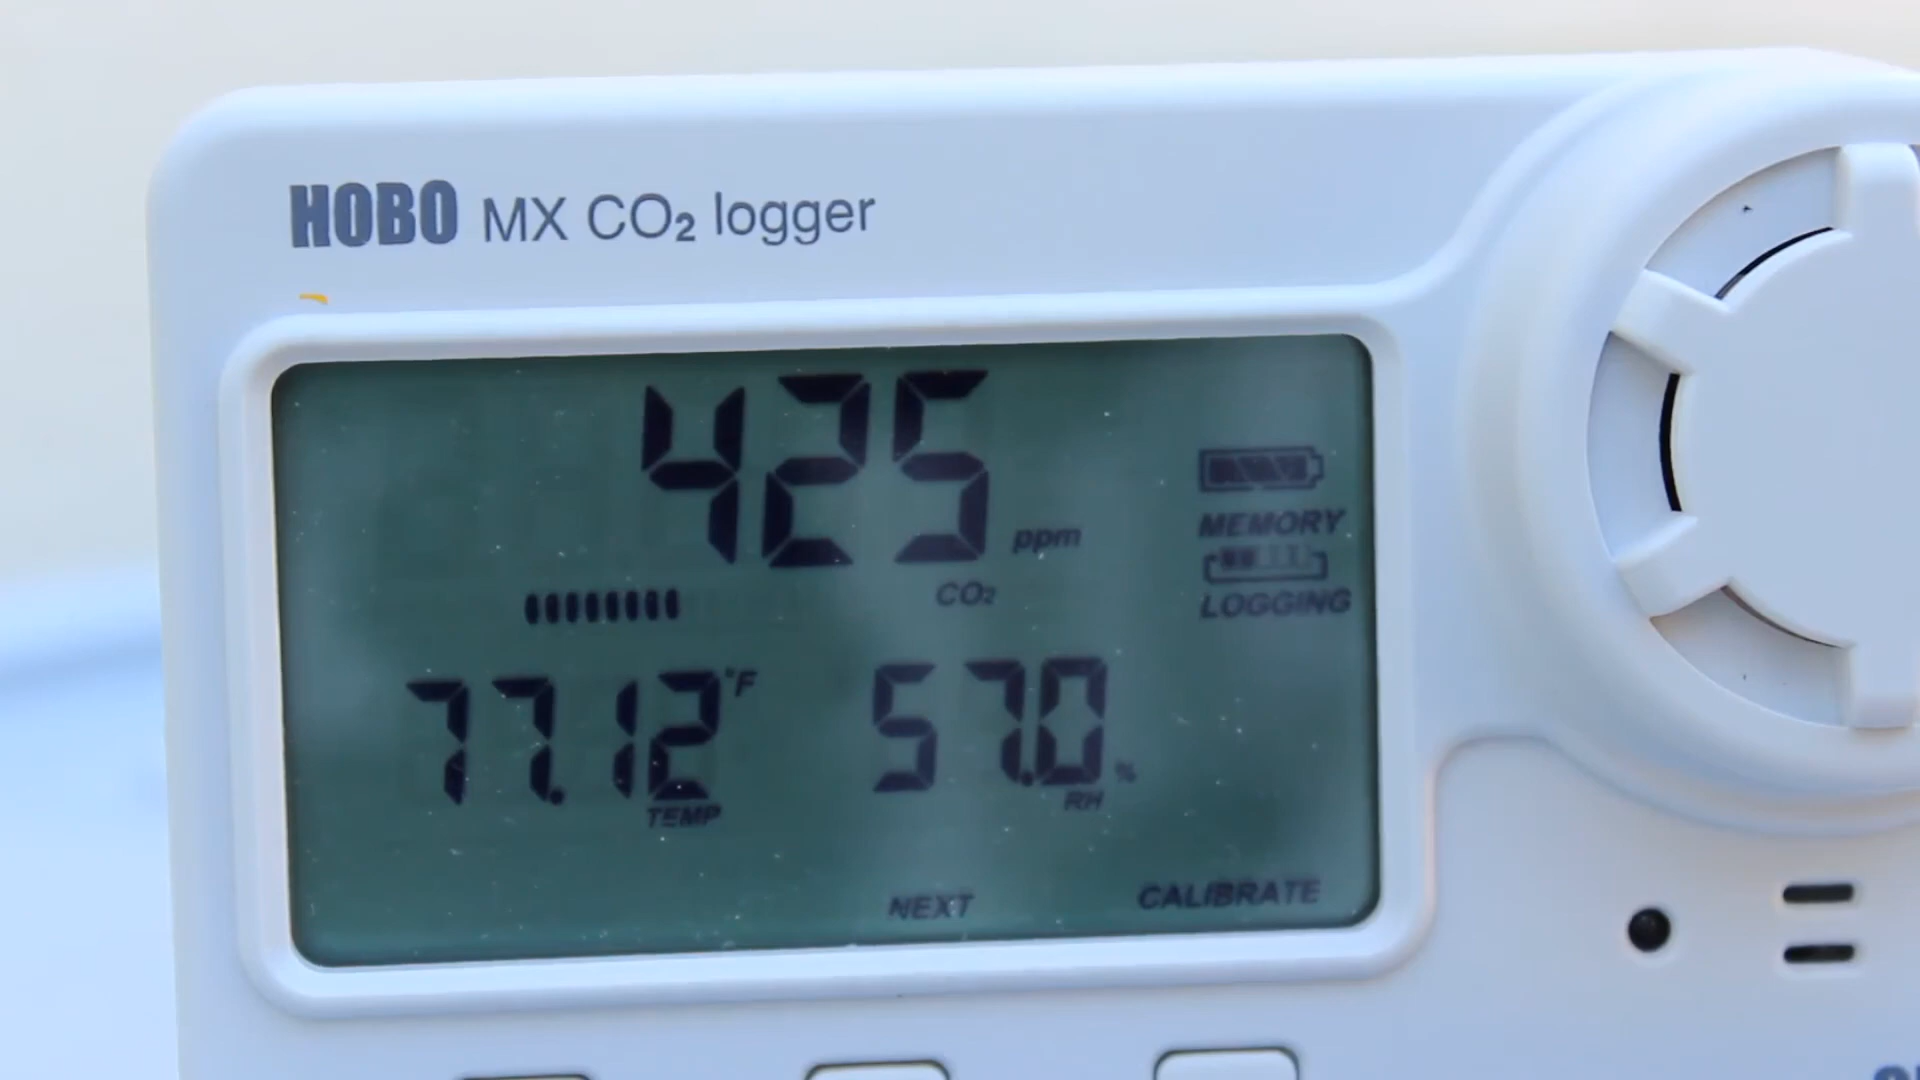 HOBO MX CO₂ logger
425 ppm
CO₂
MEMORY
LOGGING
77.12 °F
TEMP
57.0 %
RH
NEXT
CALIBRATE